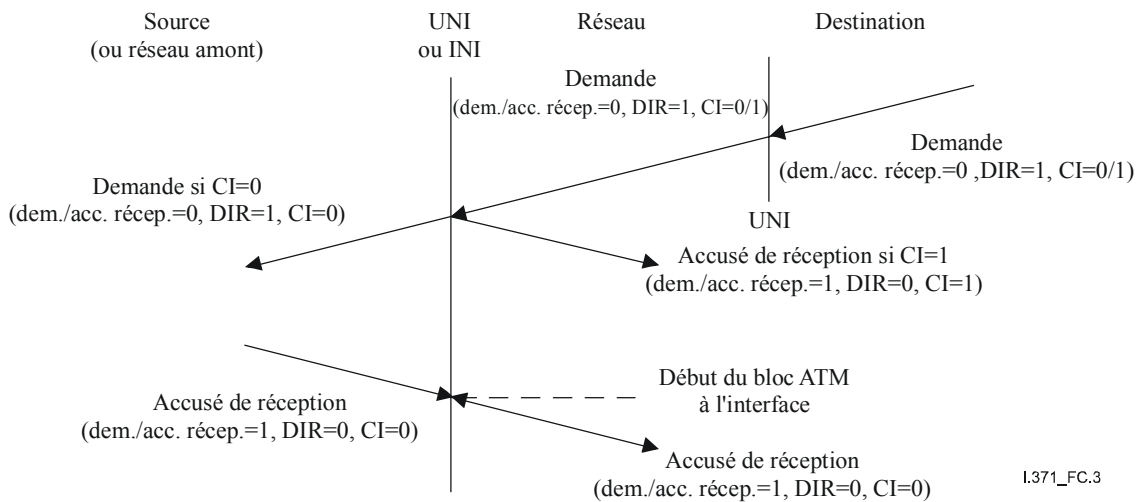 Source
(ou réseau amont)
UNI
ou INI
Réseau
Destination
Demande
(dem./acc. récep.=0, DIR=1, CI=0/1)
Demande
(dem./acc. récep.=0 ,DIR=1, CI=0/1)
Demande si CI=0
(dem./acc. récep.=0, DIR=1, CI=0)
UNI
Accusé de réception si CI=1
(dem./acc. récep.=1, DIR=0, CI=1)
Début du bloc ATM
à l'interface
Accusé de réception
(dem./acc. récep.=1, DIR=0, CI=0)
Accusé de réception
(dem./acc. récep.=1, DIR=0, CI=0)
I.371_FC.3